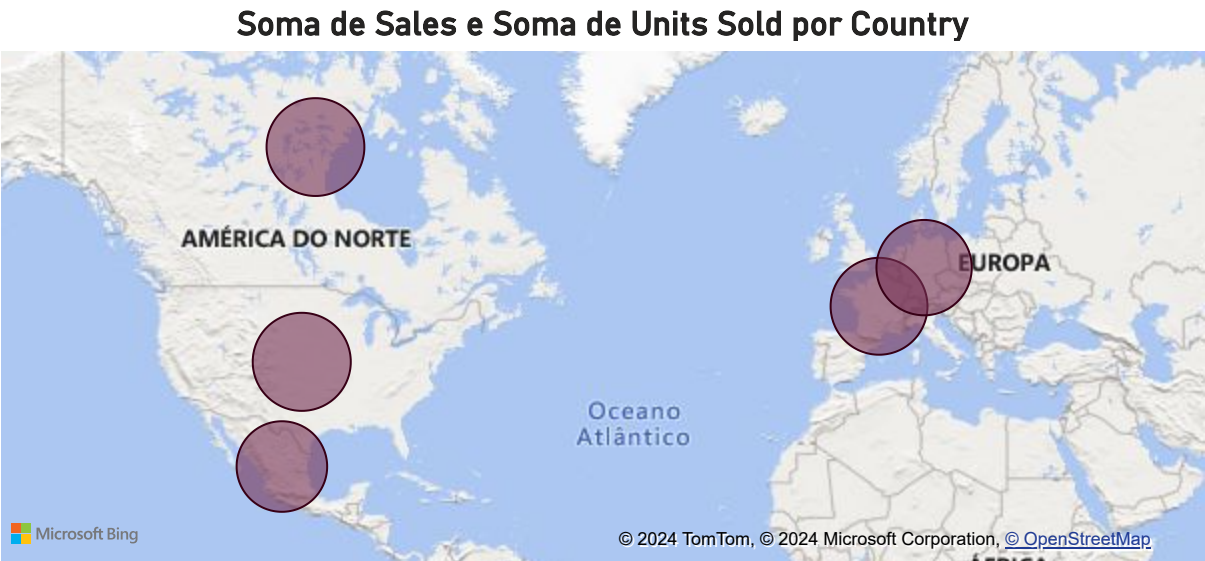 Soma de Sales e Soma de Units Sold por Country
AMÉRICA DO NORTE
EUROPA
Oceano
Atlântico
Microsoft Bing
© 2024 TomTom, © 2024 Microsoft Corporation, © OpenStreetMap
ÁFRICA